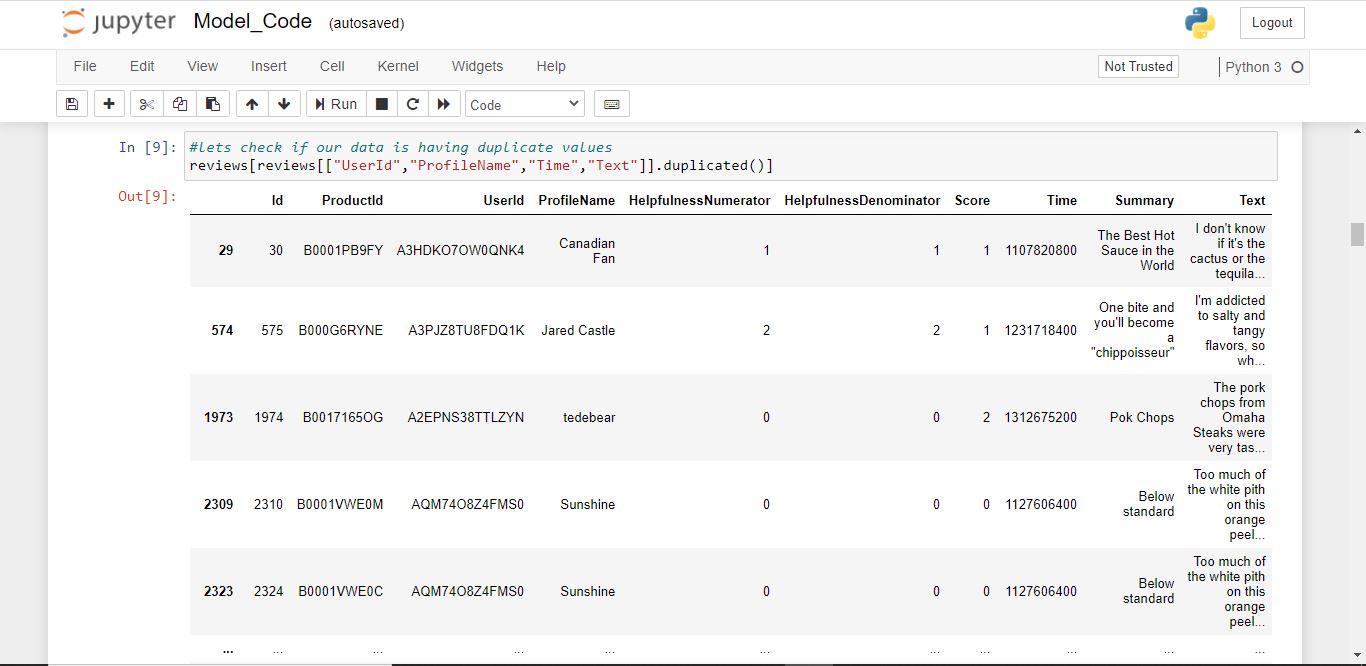 jupyter Model_Code (autosaved) Logout
File Edit View Insert Cell Kernel Widgets Help Not Trusted Python 3
Run Code
In [9]: #lets check if our data is having duplicate values
reviews[reviews[["UserId","ProfileName","Time","Text"]].duplicated()]
Out[9]:
Id ProductId UserId ProfileName HelpfulnessNumerator HelpfulnessDenominator Score Time Summary Text
29 30 B0001PB9FY A3HDKO7OW0QNK4 Canadian Fan 1 1 1 1107820800 The Best Hot Sauce in the World I don't know if it's the cactus or the tequila...
574 575 B000G6RYNE A3PJZ8TU8FDQ1K Jared Castle 2 2 1 1231718400 One bite and you'll become a "chippoisseur" I'm addicted to salty and tangy flavors, so wh...
1973 1974 B0017165OG A2EPNS38TTLZYN tedebear 0 0 2 1312675200 Pok Chops The pork chops from Omaha Steaks were very tas...
2309 2310 B0001VWE0M AQM74O8Z4FMS0 Sunshine 0 0 0 1127606400 Below standard Too much of the white pith on this orange peel...
2323 2324 B0001VWE0C AQM74O8Z4FMS0 Sunshine 0 0 0 1127606400 Below standard Too much of the white pith on this orange peel...
... ... ... ... ... ... ... ... ... ... ...